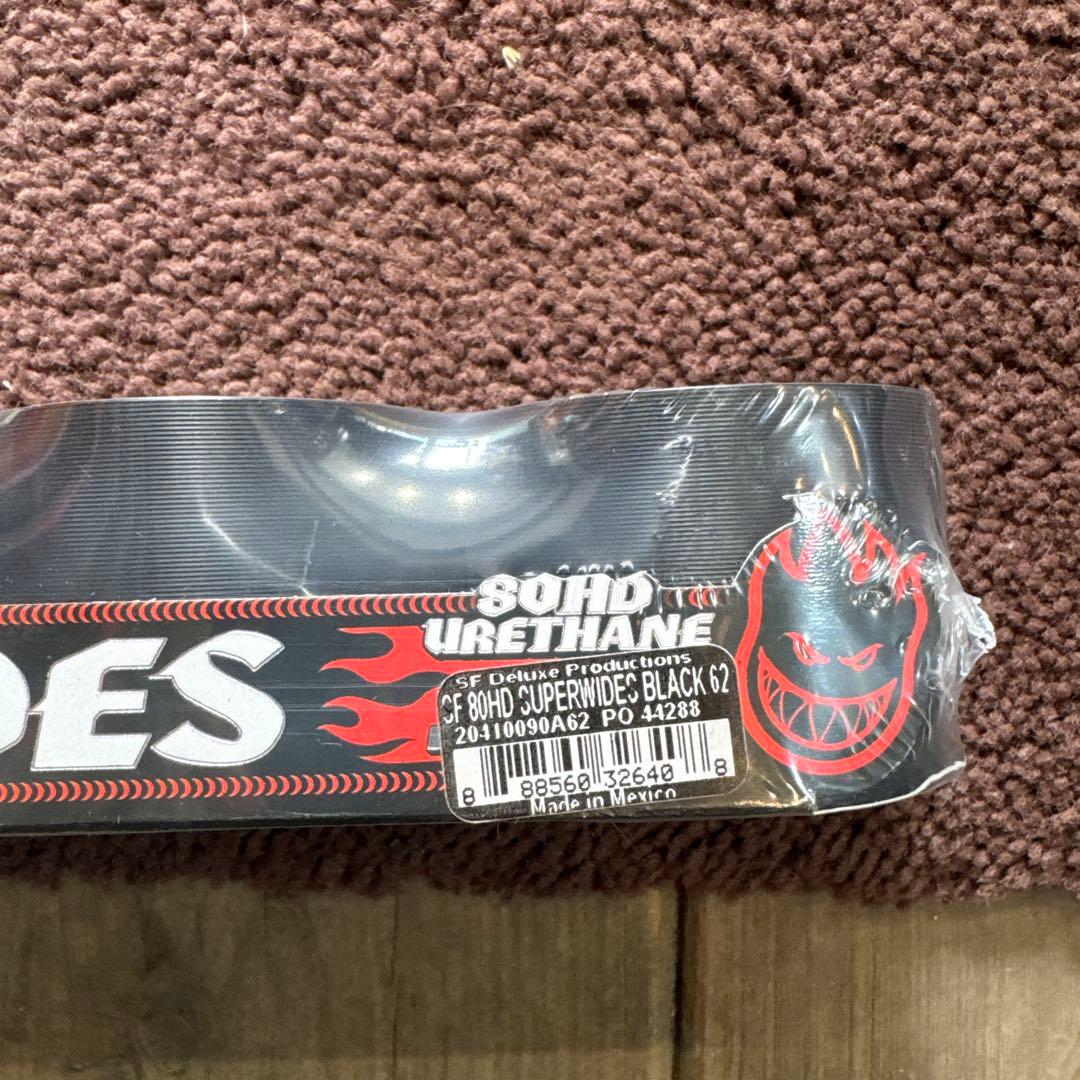 80HD
URETHANE
DES
SF Deluxe Productions
SF 80HD SUPERWIDES BLACK 62
20410090A62 PO 44288
8 88560 32640 8
Made in Mexico